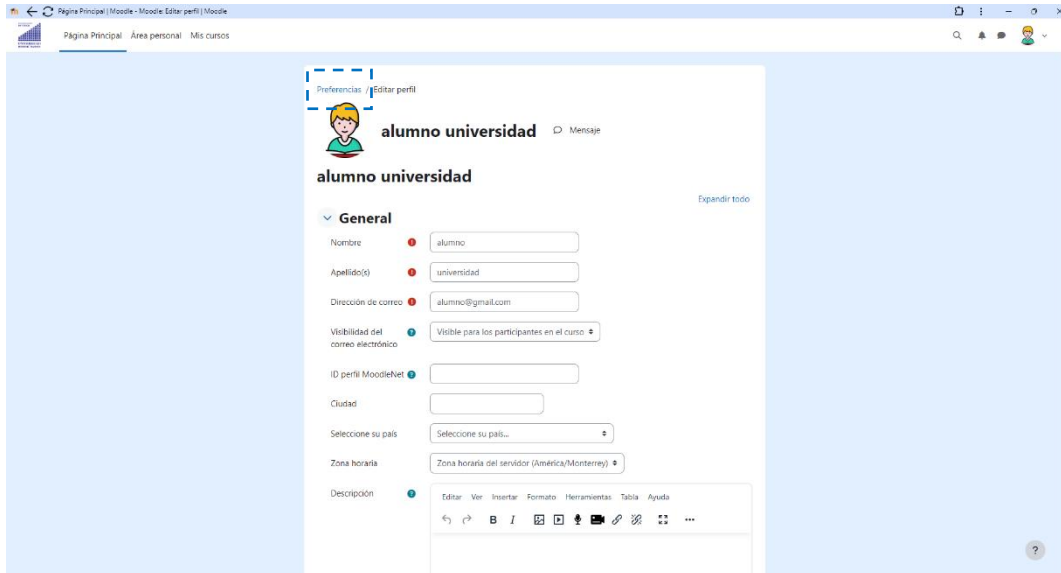 Página Principal | Moodle - Moodle: Editar perfil | Moodle
Página Principal Área personal Mis cursos
Preferencias / Editar perfil
alumno universidad Mensaje
alumno universidad
Expandir todo
General
Nombre alumno
Apellido(s) universidad
Dirección de correo alumno@gmail.com
Visibilidad del Visible para los participantes en el curso
correo electrónico
ID perfil MoodleNet
Ciudad
Seleccione su país Seleccione su país...
Zona horaria Zona horaria del servidor (América/Monterrey)
Descripción Editar Ver Insertar Formato Herramientas Tabla Ayuda
B I
?